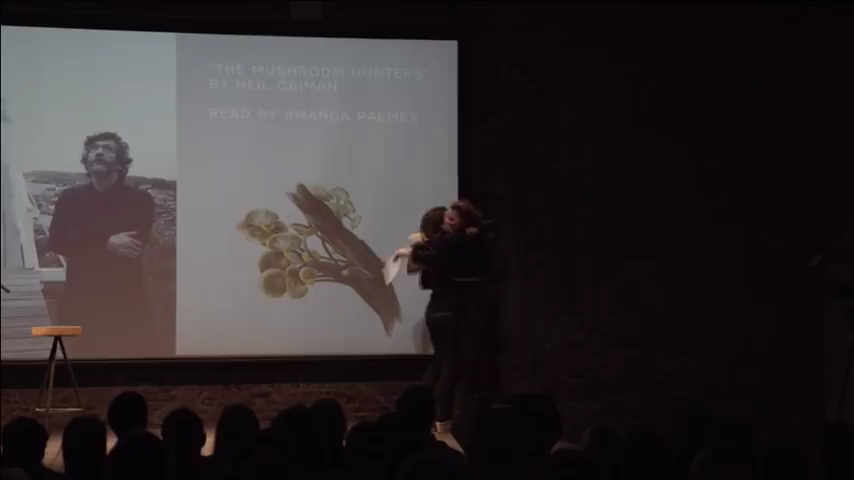 "THE MUSHROOM HUNTERS"
BY NEIL GAIMAN
READ BY AMANDA PALMER